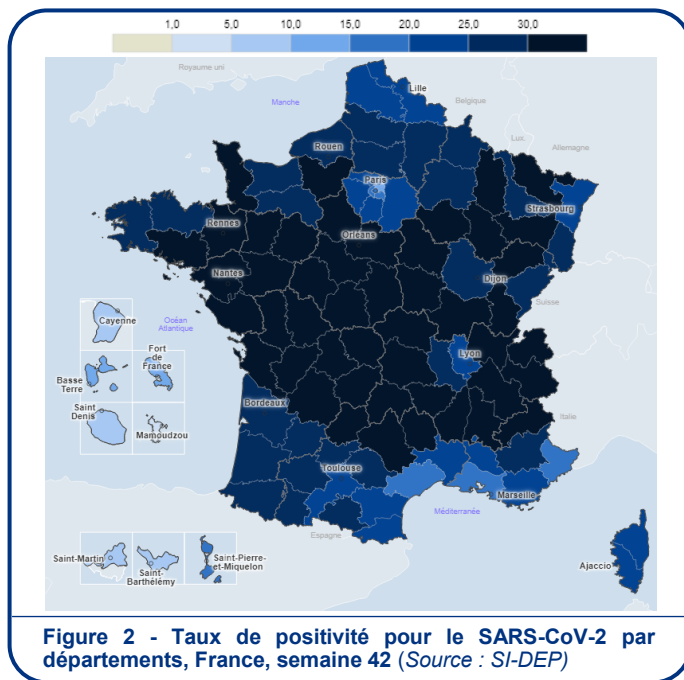 1,0 5,0 10,0 15,0 20,0 25,0 30,0
Royaume uni
Lille
Manche
Belgique
Lux.
Rouen
Allemagne
Paris
Strasbourg
Rennes
Orléans
Nantes
Dijon
Suisse
Cayenne
Océan
Atlantique
Fort
de
France
Lyon
Basse
Terre
Bordeaux
Saint
Denis
Mamoudzou
Italie
Toulouse
Marseille
Méditerranée
Espagne
Saint-Martin
Saint-
Barthélémy
Saint-Pierre
et-Miquelon
Ajaccio
Figure 2 - Taux de positivité pour le SARS-CoV-2 par
départements, France, semaine 42 (Source : SI-DEP)